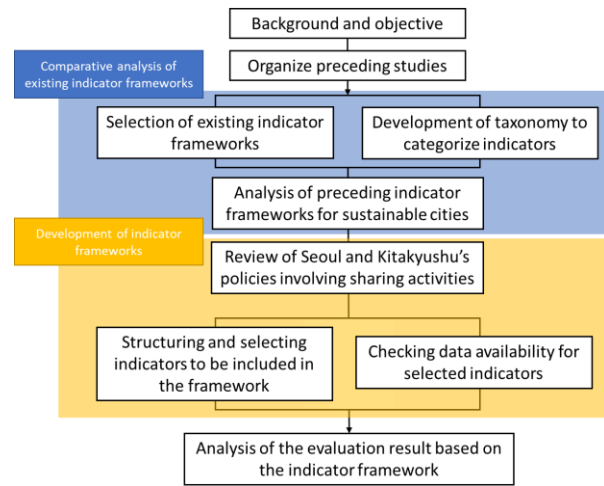 Background and objective
Comparative analysis of
existing indicator frameworks
Organize preceding studies
Selection of existing indicator
frameworks
Development of taxonomy to
categorize indicators
Analysis of preceding indicator
frameworks for sustainable cities
Development of indicator
frameworks
Review of Seoul and Kitakyushu's
policies involving sharing activities
Structuring and selecting
indicators to be included in
the framework
Checking data availability for
selected indicators
Analysis of the evaluation result based on
the indicator framework